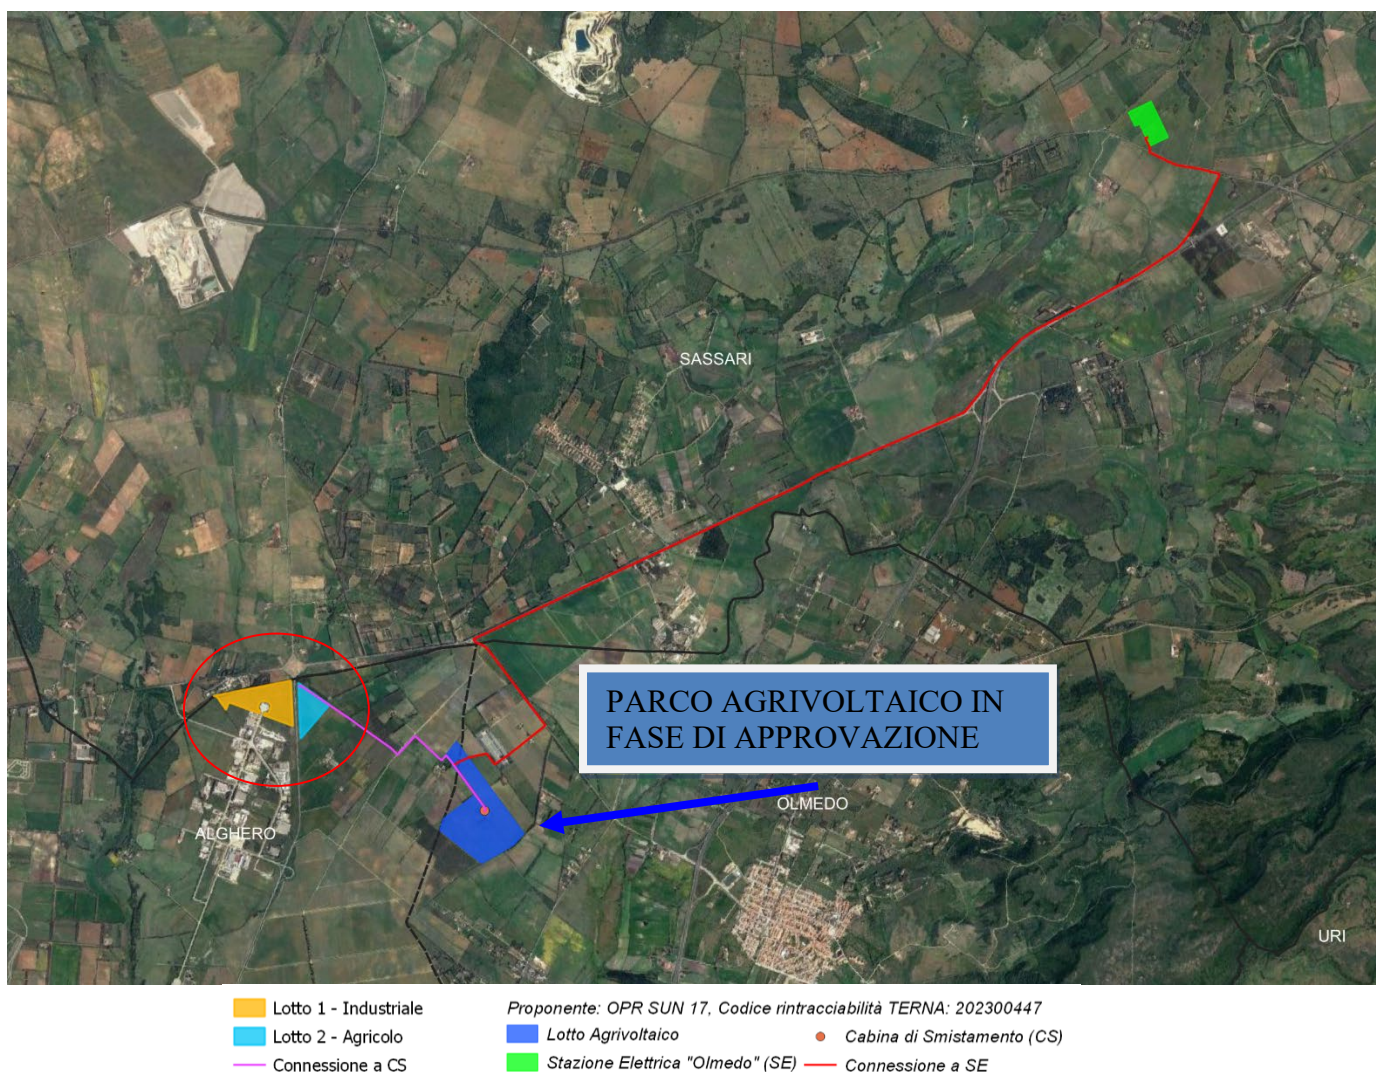 SASSARI
PARCO AGRIVOLTAICO IN
FASE DI APPROVAZIONE
OLMEDO
ALGHERO
URI
Lotto 1 - Industriale
Lotto 2 - Agricolo
Connessione a CS
Proponente: OPR SUN 17, Codice rintracciabilità TERNA: 202300447
Lotto Agrivoltaico
Cabina di Smistamento (CS)
Stazione Elettrica "Olmedo" (SE)
Connessione a SE